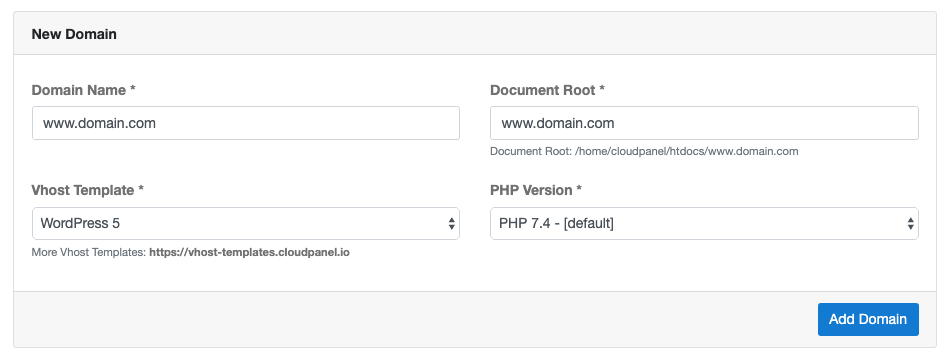 New Domain
Domain Name *
www.domain.com
Document Root *
www.domain.com
Document Root: /home/cloudpanel/htdocs/www.domain.com
Vhost Template *
WordPress 5
More Vhost Templates: https://vhost-templates.cloudpanel.io
PHP Version *
PHP 7.4 - [default]
Add Domain